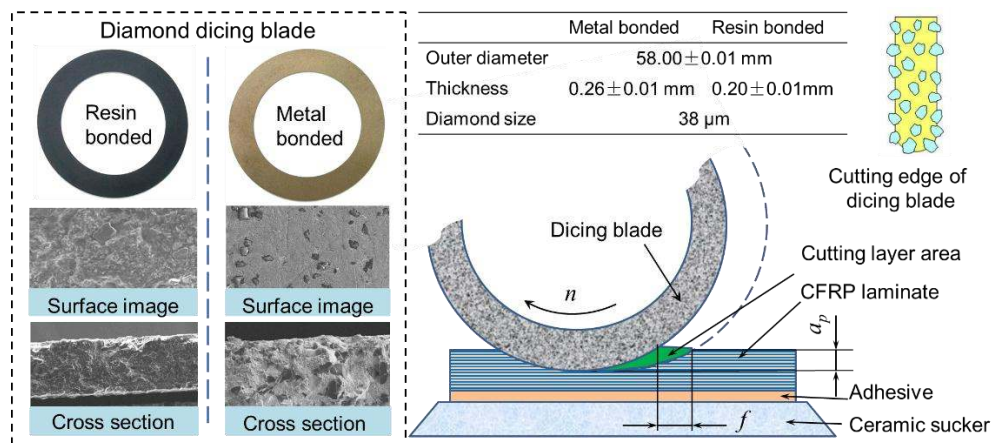 Diamond dicing blade
Resin
bonded
Metal
bonded
Surface image
Surface image
Cross section
Cross section
Metal bonded Resin bonded
Outer diameter 58.00±0.01 mm
Thickness 0.26±0.01 mm 0.20±0.01mm
Diamond size 38 μm
Cutting edge of
dicing blade
Dicing blade
Cutting layer area
n
CFRP laminate
a_p
Adhesive
f
Ceramic sucker